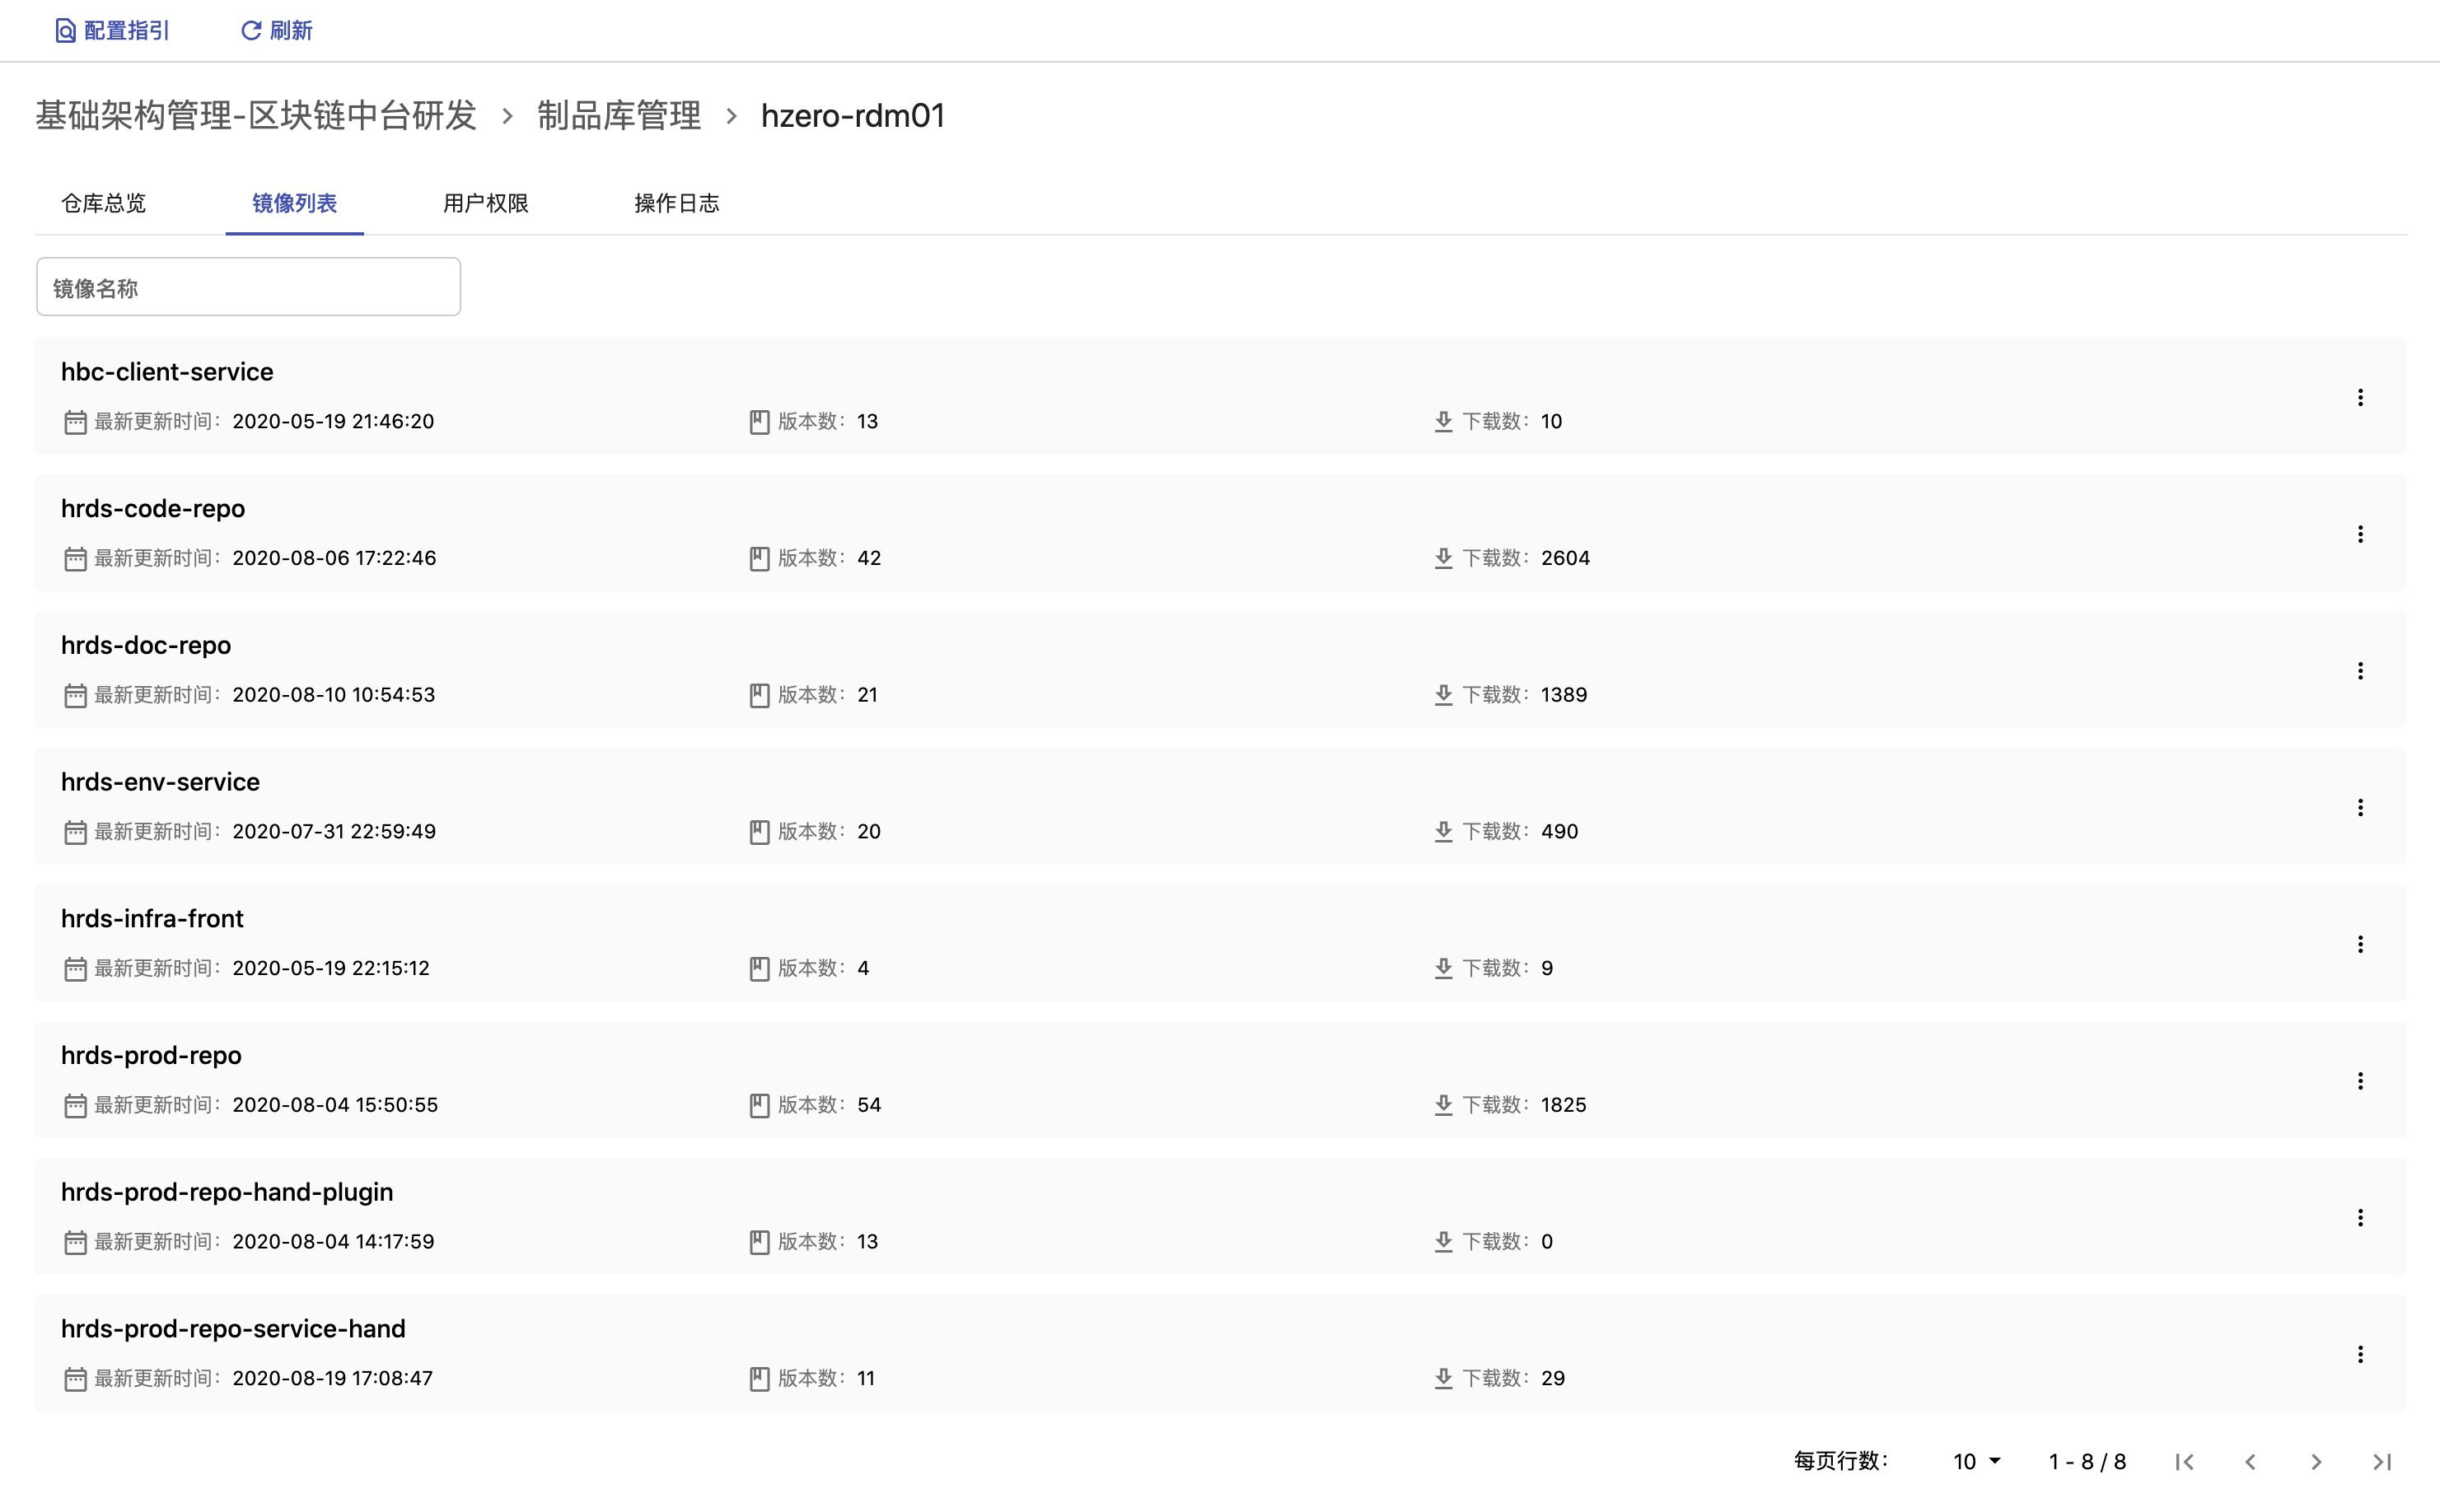 配置指引 刷新
基础架构管理-区块链中台研发 > 制品库管理 > hzero-rdm01
仓库总览 镜像列表 用户权限 操作日志
镜像名称
hbc-client-service
最新更新时间: 2020-05-19 21:46:20 版本数: 13 下载数: 10
hrds-code-repo
最新更新时间: 2020-08-06 17:22:46 版本数: 42 下载数: 2604
hrds-doc-repo
最新更新时间: 2020-08-10 10:54:53 版本数: 21 下载数: 1389
hrds-env-service
最新更新时间: 2020-07-31 22:59:49 版本数: 20 下载数: 490
hrds-infra-front
最新更新时间: 2020-05-19 22:15:12 版本数: 4 下载数: 9
hrds-prod-repo
最新更新时间: 2020-08-04 15:50:55 版本数: 54 下载数: 1825
hrds-prod-repo-hand-plugin
最新更新时间: 2020-08-04 14:17:59 版本数: 13 下载数: 0
hrds-prod-repo-service-hand
最新更新时间: 2020-08-19 17:08:47 版本数: 11 下载数: 29
每页行数: 10 1 - 8 / 8